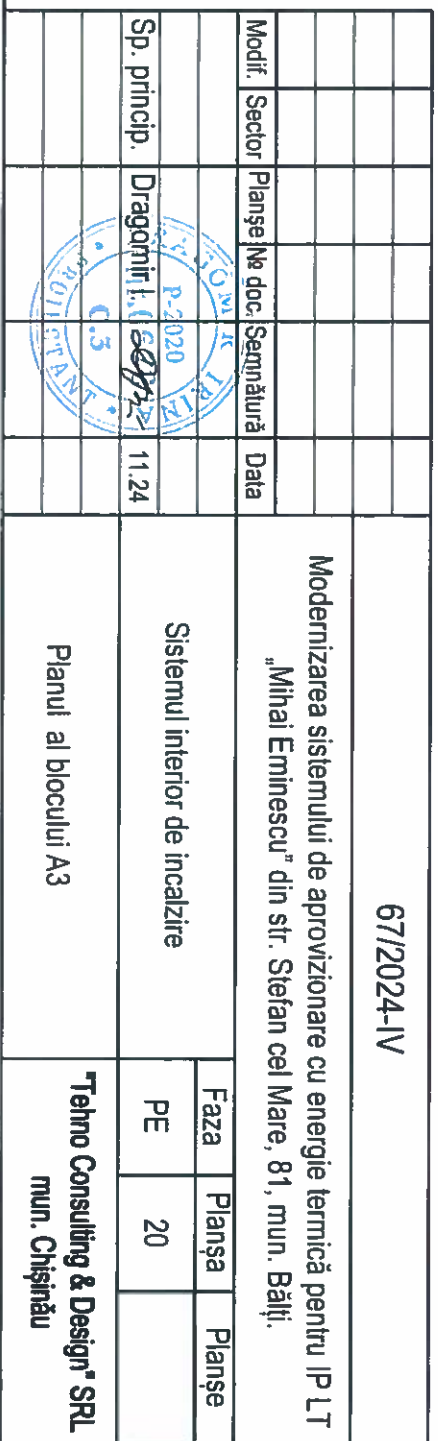 67/2024-IV
Modernizarea sistemului de aprovizionare cu energie termică pentru IP LT
„Mihai Eminescu” din str. Stefan cel Mare, 81, mun. Bălți.
Modif. Sector Planșe № doc. Semnătură Data
Sp. princip. Dragomir I. 11.24
P-2020
C.3
Sistemul interior de incalzire
Faza Planșa Planșe
PE 20
Planul al blocului A3
"Tehno Consulting & Design" SRL
mun. Chișinău